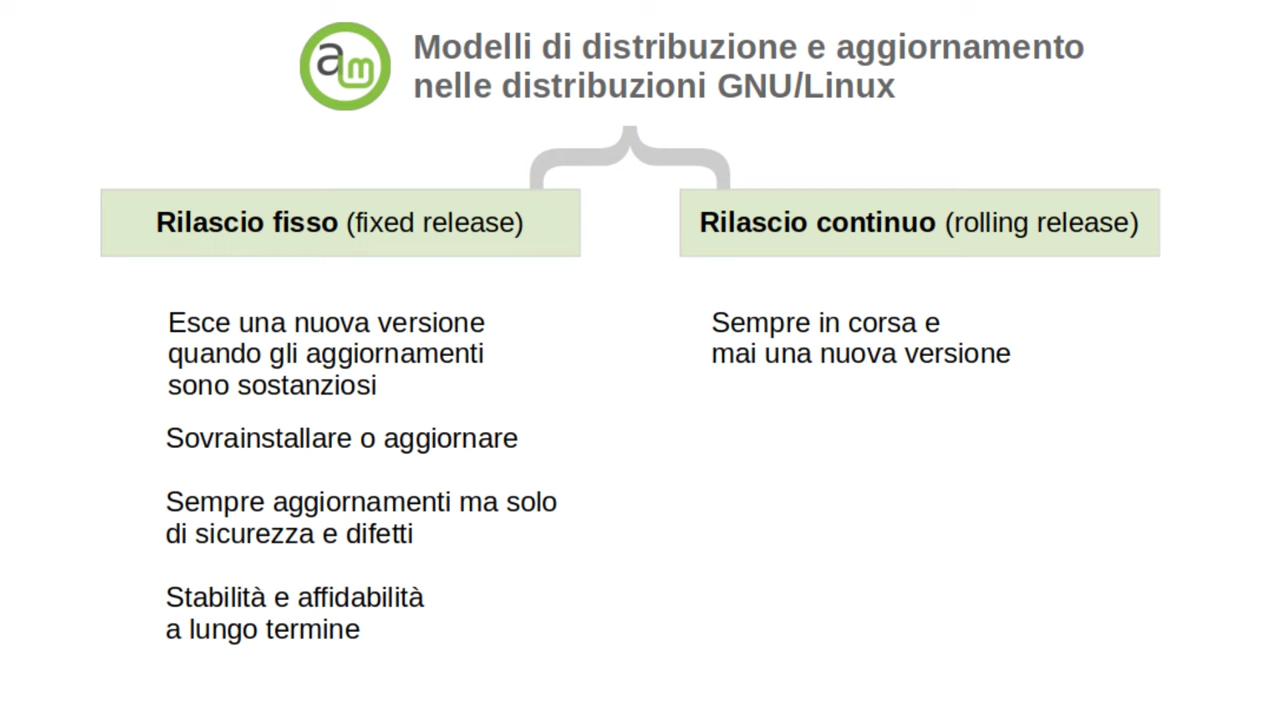 am
Modelli di distribuzione e aggiornamento
nelle distribuzioni GNU/Linux
Rilascio fisso (fixed release)
Esce una nuova versione
quando gli aggiornamenti
sono sostanziosi
Sovrainstallare o aggiornare
Sempre aggiornamenti ma solo
di sicurezza e difetti
Stabilità e affidabilità
a lungo termine
Rilascio continuo (rolling release)
Sempre in corsa e
mai una nuova versione